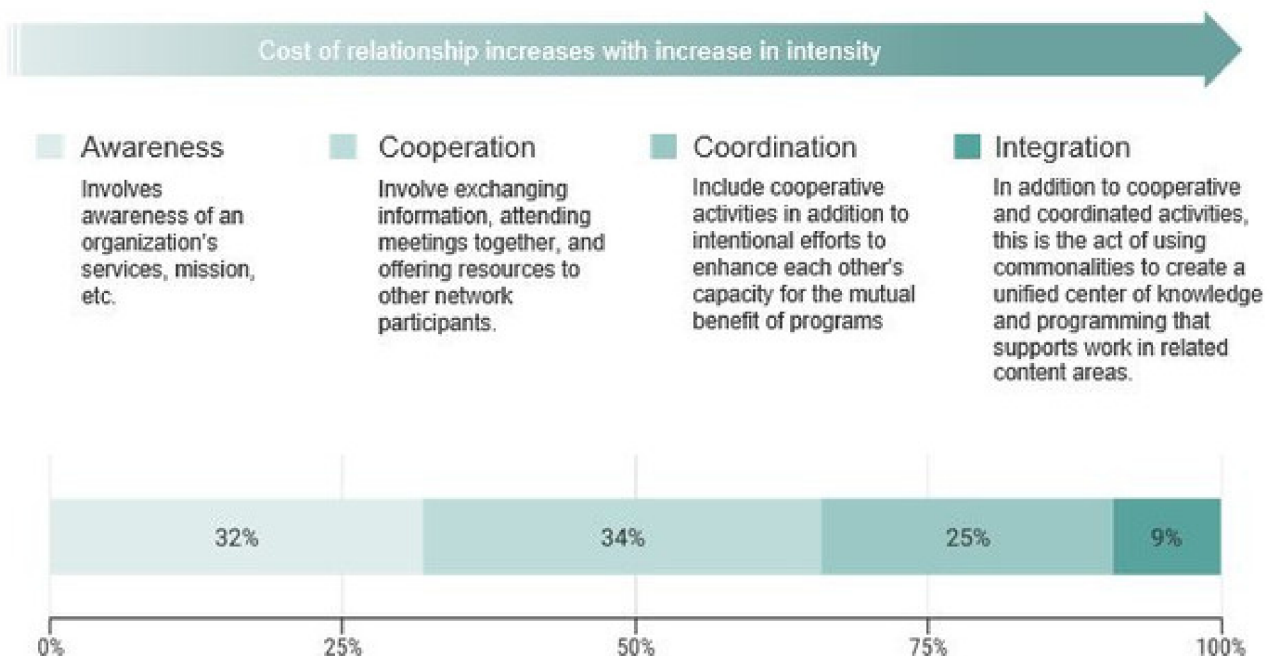 Cost of relationship increases with increase in intensity
Awareness
Involves
awareness of an
organization's
services, mission,
etc.
Cooperation
Involve exchanging
information, attending
meetings together, and
offering resources to
other network
participants.
Coordination
Include cooperative
activities in addition to
intentional efforts to
enhance each other's
capacity for the mutual
benefit of programs
Integration
In addition to cooperative
and coordinated activities,
this is the act of using
commonalities to create a
unified center of knowledge
and programming that
supports work in related
content areas.
32%
34%
25%
9%
0%
25%
50%
75%
100%